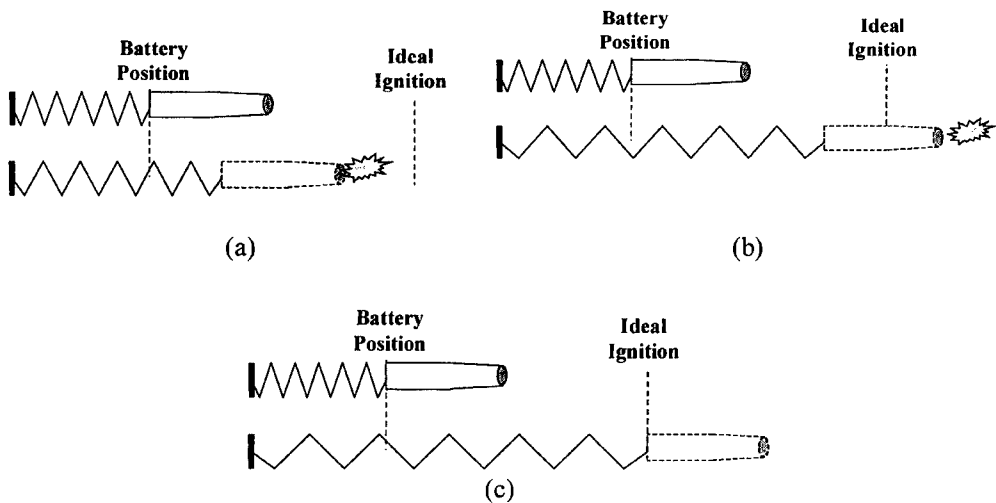 Battery
Position
Ideal
Ignition
(a)
Battery
Position
Ideal
Ignition
(b)
Battery
Position
Ideal
Ignition
(c)